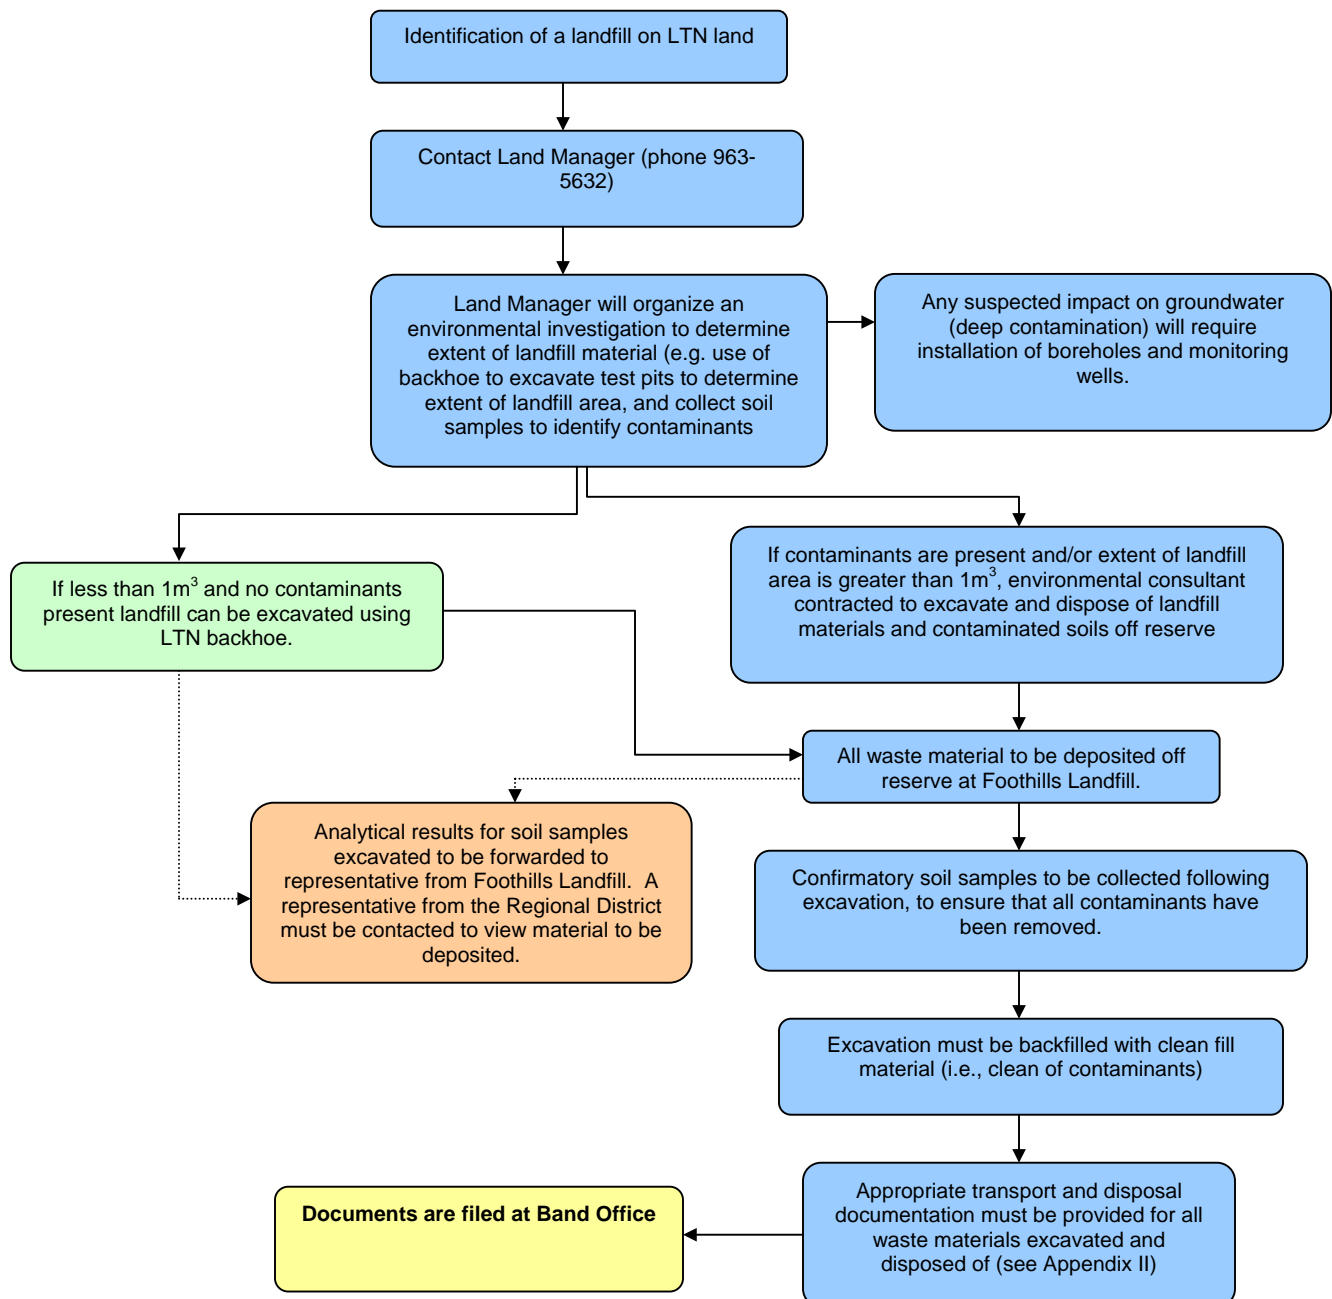 Identification of a landfill on LTN land
Contact Land Manager (phone 963-
5632)
Land Manager will organize an
environmental investigation to determine
extent of landfill material (e.g. use of
backhoe to excavate test pits to determine
extent of landfill area, and collect soil
samples to identify contaminants
Any suspected impact on groundwater
(deep contamination) will require
installation of boreholes and monitoring
wells.
If less than 1m³ and no contaminants
present landfill can be excavated using
LTN backhoe.
If contaminants are present and/or extent of landfill
area is greater than 1m³, environmental consultant
contracted to excavate and dispose of landfill
materials and contaminated soils off reserve
All waste material to be deposited off
reserve at Foothills Landfill.
Analytical results for soil samples
excavated to be forwarded to
representative from Foothills Landfill.  A
representative from the Regional District
must be contacted to view material to be
deposited.
Confirmatory soil samples to be collected following
excavation, to ensure that all contaminants have
been removed.
Excavation must be backfilled with clean fill
material (i.e., clean of contaminants)
Appropriate transport and disposal
documentation must be provided for all
waste materials excavated and
disposed of (see Appendix II)
Documents are filed at Band Office